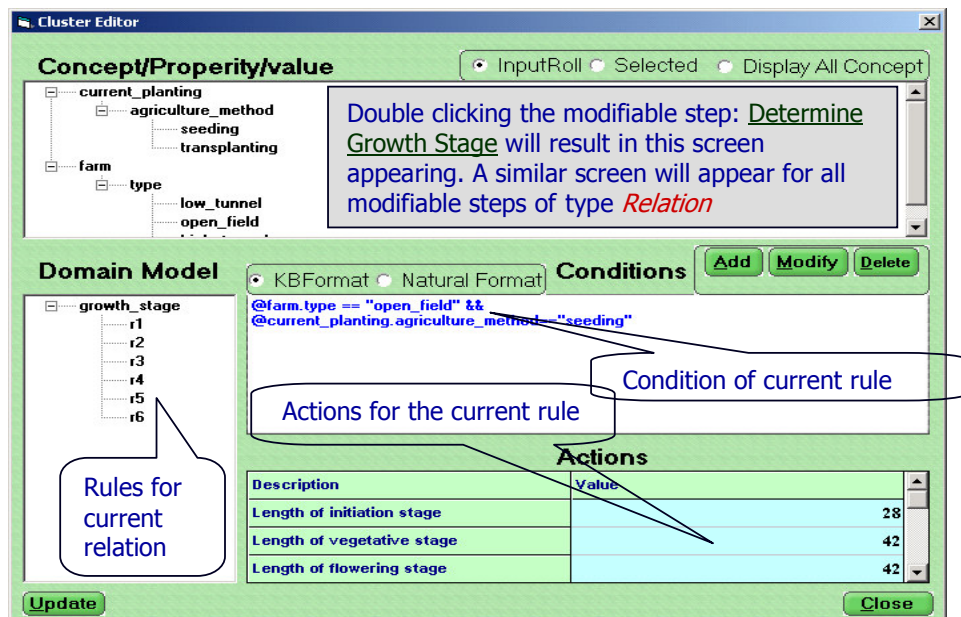 Cluster Editor
Concept/Properity/value
InputRoll Selected Display All Concept
current_planting
agriculture_method
seeding
transplanting
farm
type
low_tunnel
open_field
Double clicking the modifiable step: Determine
Growth Stage will result in this screen
appearing. A similar screen will appear for all
modifiable steps of type Relation
Domain Model
KBFormat Natural Format
Conditions
Add Modify Delete
growth_stage
r1
r2
r3
r4
r5
r6
@farm.type == "open_field" &&
@current_planting.agriculture_method=="seeding"
Condition of current rule
Actions for the current rule
Rules for
current
relation
Actions
Description Value
Length of initiation stage 28
Length of vegetative stage 42
Length of flowering stage 42
Update Close